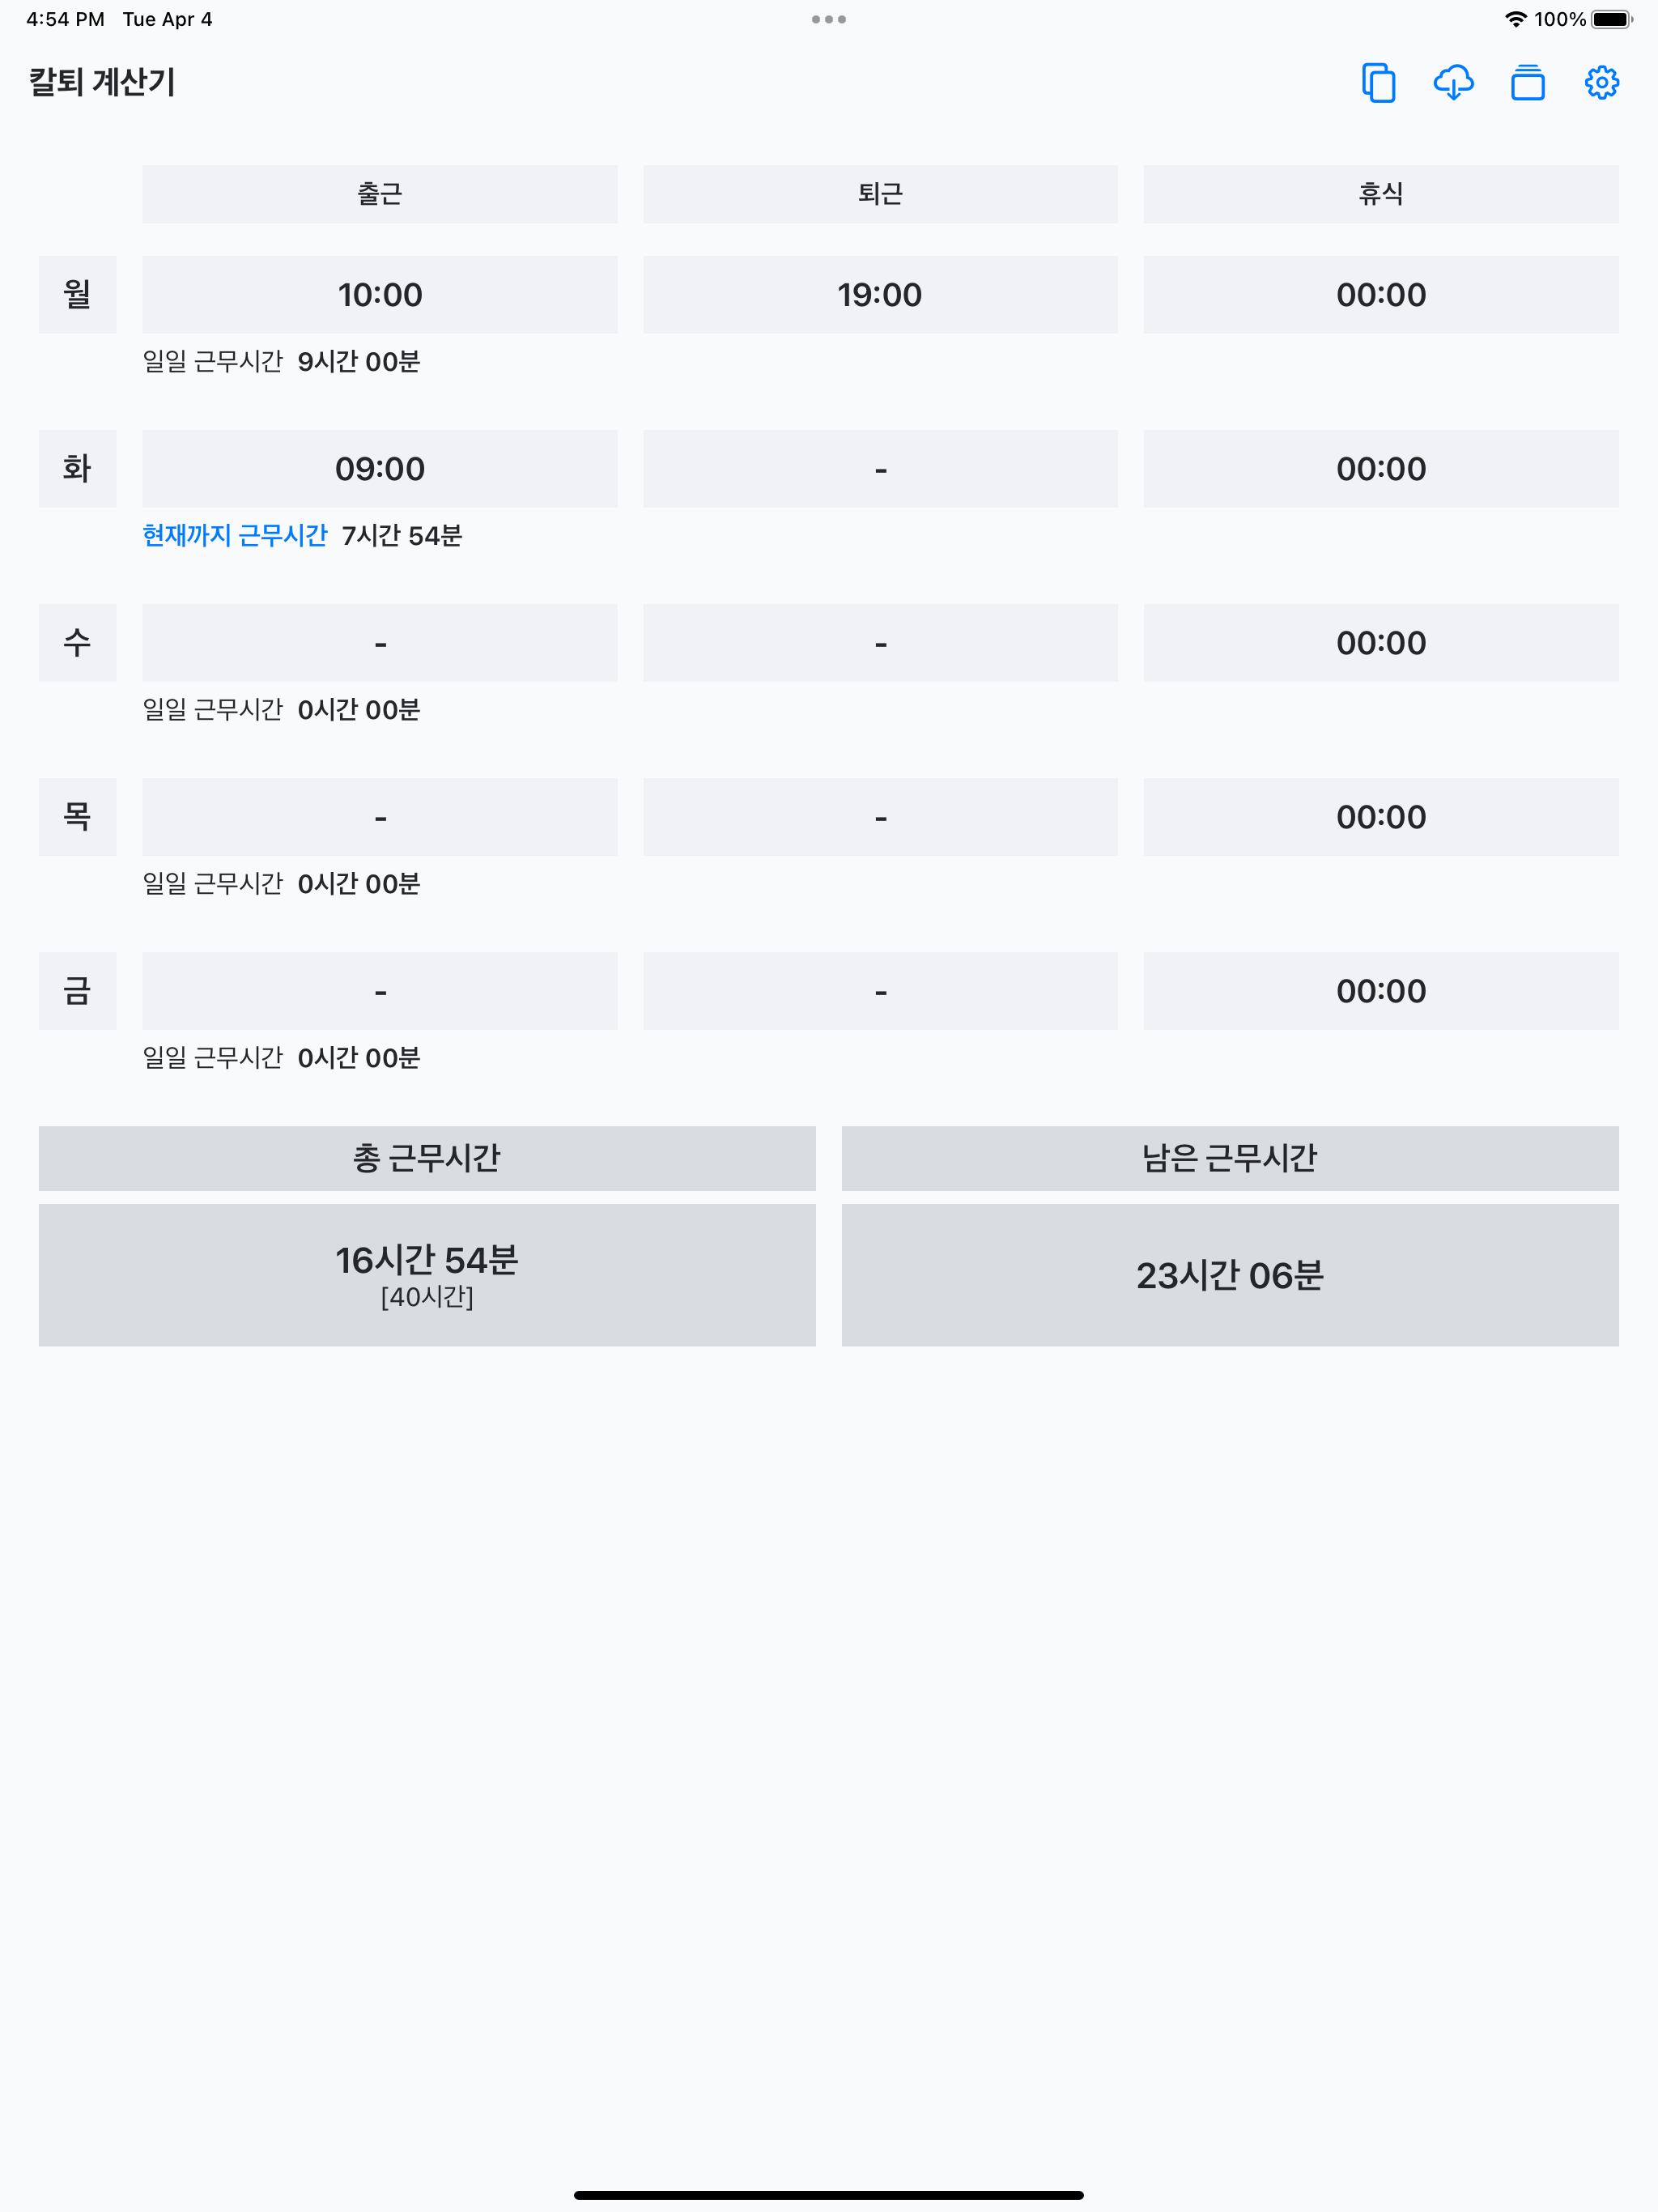 4:54 PM Tue Apr 4 100%
칼퇴 계산기
출근 퇴근 휴식
월 10:00 19:00 00:00
일일 근무시간 9시간 00분
화 09:00 - 00:00
현재까지 근무시간 7시간 54분
수 - - 00:00
일일 근무시간 0시간 00분
목 - - 00:00
일일 근무시간 0시간 00분
금 - - 00:00
일일 근무시간 0시간 00분
총 근무시간 남은 근무시간
16시간 54분 23시간 06분
[40시간]